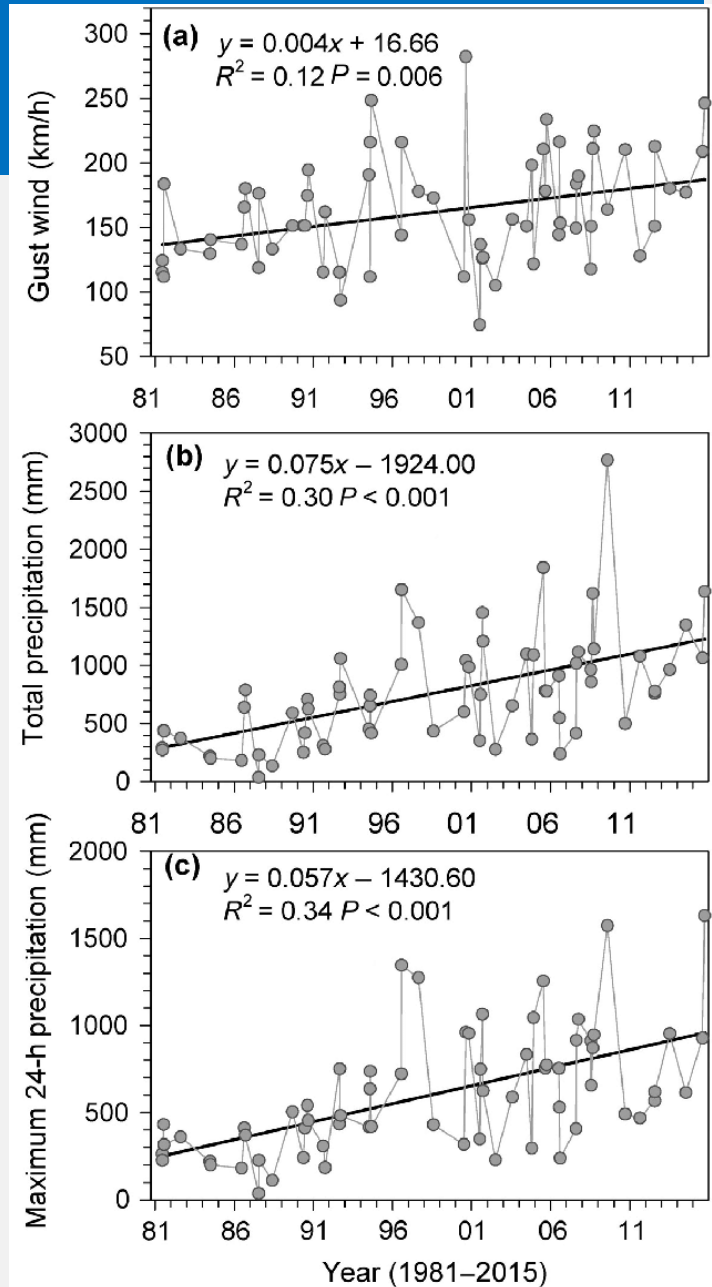 (a)
y = 0.004x + 16.66
R² = 0.12 P = 0.006
Gust wind (km/h)
300
250
200
150
100
50
81 86 91 96 01 06 11
(b)
y = 0.075x – 1924.00
R² = 0.30 P < 0.001
Total precipitation (mm)
3000
2500
2000
1500
1000
500
0
81 86 91 96 01 06 11
(c)
y = 0.057x – 1430.60
R² = 0.34 P < 0.001
Maximum 24-h precipitation (mm)
2000
1500
1000
500
0
81 86 91 96 01 06 11
Year (1981–2015)